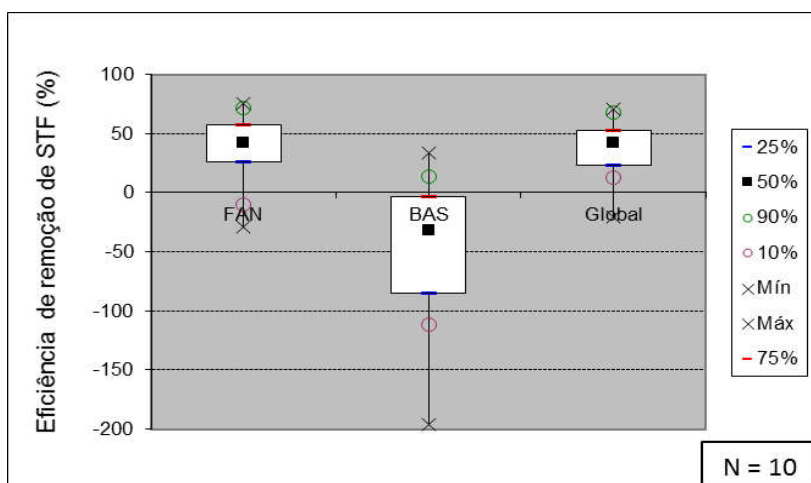 Eficiência de remoção de STF (%)
100
50
0
-50
-100
-150
-200
FAN
BAS
Global
25%
50%
90%
10%
Mín
Máx
75%
N = 10